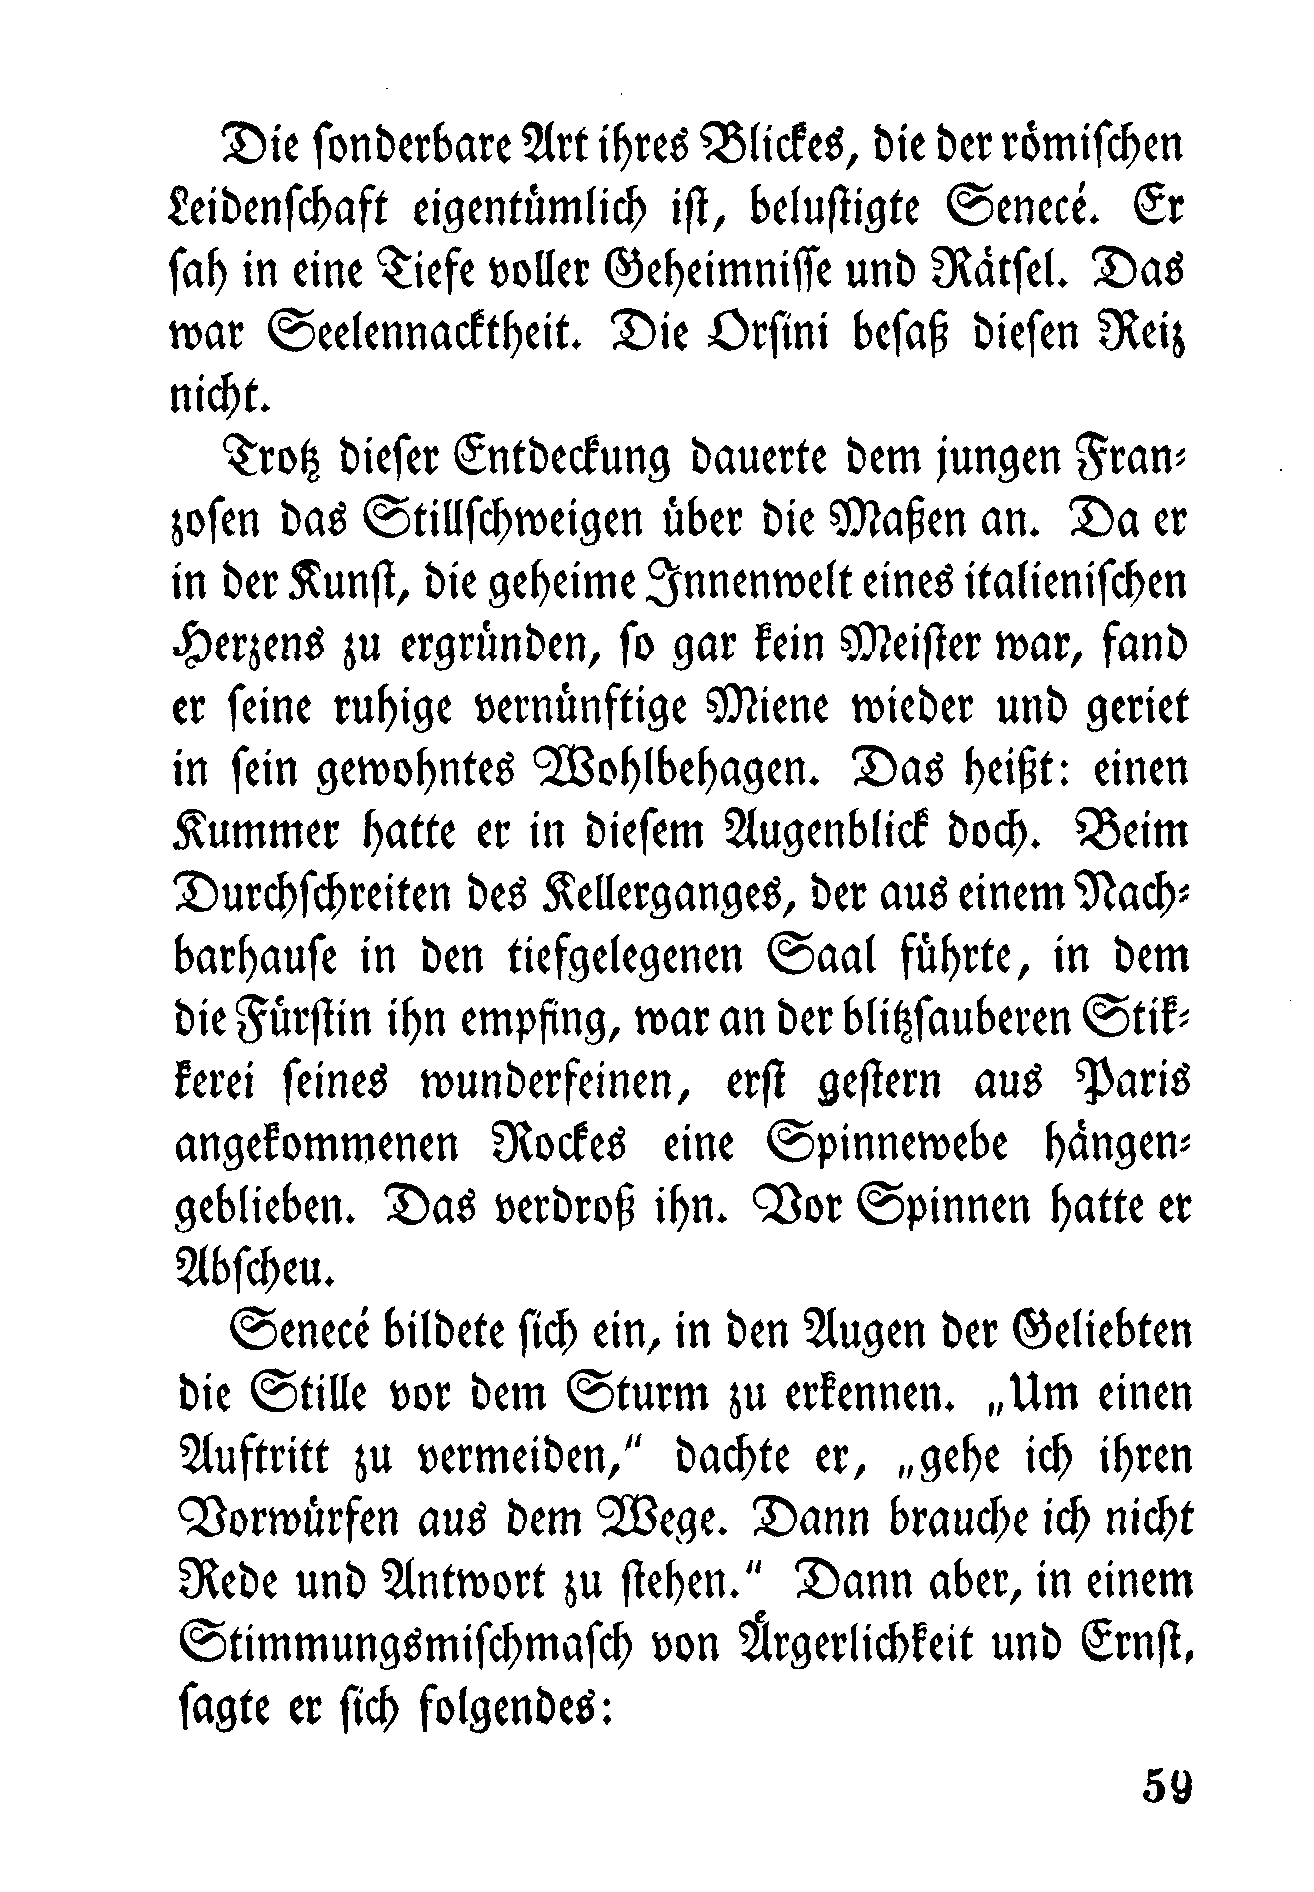 Die ſonderbare Art ihres Blickes, die der römiſchen
Leidenſchaft eigentümlich iſt, beluſtigte Senecé. Er
ſah in eine Tiefe voller Geheimniſſe und Rätſel. Das
war Seelennacktheit. Die Orſini beſaß dieſen Reiz
nicht.
Trotz dieſer Entdeckung dauerte dem jungen Fran⸗
zoſen das Stillſchweigen über die Maßen an. Da er
in der Kunſt, die geheime Innenwelt eines italieniſchen
Herzens zu ergründen, ſo gar kein Meiſter war, fand
er ſeine ruhige vernünftige Miene wieder und geriet
in ſein gewohntes Wohlbehagen. Das heißt: einen
Kummer hatte er in dieſem Augenblick doch. Beim
Durchſchreiten des Kellerganges, der aus einem Nach⸗
barhauſe in den tiefgelegenen Saal führte, in dem
die Fürſtin ihn empfing, war an der blitzſauberen Stik⸗
kerei ſeines wunderfeinen, erſt geſtern aus Paris
angekommenen Rockes eine Spinnewebe hängen⸗
geblieben. Das verdroß ihn. Vor Spinnen hatte er
Abſcheu.
Senecé bildete ſich ein, in den Augen der Geliebten
die Stille vor dem Sturm zu erkennen. „Um einen
Auftritt zu vermeiden,“ dachte er, „gehe ich ihren
Vorwürfen aus dem Wege. Dann brauche ich nicht
Rede und Antwort zu ſtehen.“ Dann aber, in einem
Stimmungsmiſchmaſch von Ärgerlichkeit und Ernſt,
ſagte er ſich folgendes:
59